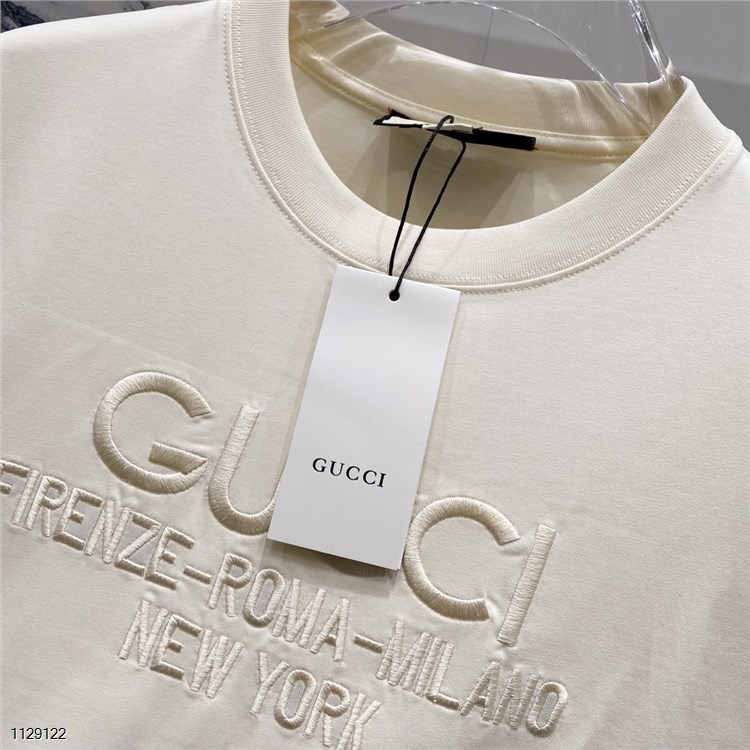 GUCCI
GUCCI
FIRENZE-ROMA-MILANO
NEW YORK
1129122